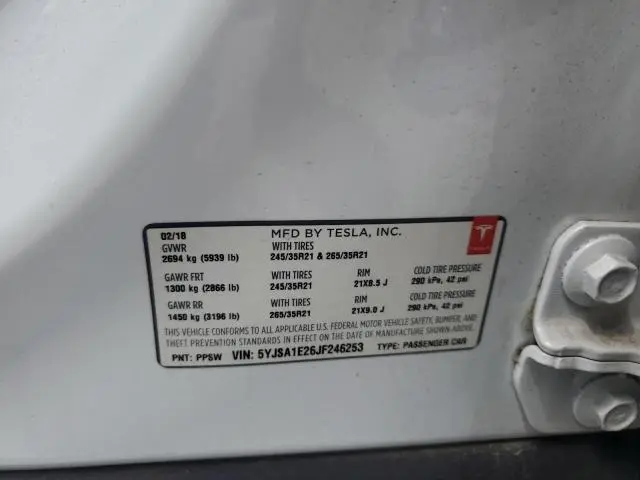 02/18 MFD BY TESLA, INC.
GVWR WITH TIRES
2694 kg (5939 lb) 245/35R21 & 265/35R21
GAWR FRT WITH TIRES RIM COLD TIRE PRESSURE
1300 kg (2866 lb) 245/35R21 21X8.5 J 290 kPa, 42 psi
GAWR RR WITH TIRES RIM COLD TIRE PRESSURE
1450 kg (3196 lb) 265/35R21 21X9.0 J 290 kPa, 42 psi
THIS VEHICLE CONFORMS TO ALL APPLICABLE U.S. FEDERAL MOTOR VEHICLE SAFETY, BUMPER, AND
THEFT PREVENTION STANDARDS IN EFFECT ON THE DATE OF MANUFACTURE SHOWN ABOVE.
PNT: PPSW VIN: 5YJSA1E26JF246253 TYPE: PASSENGER CAR
TESLA